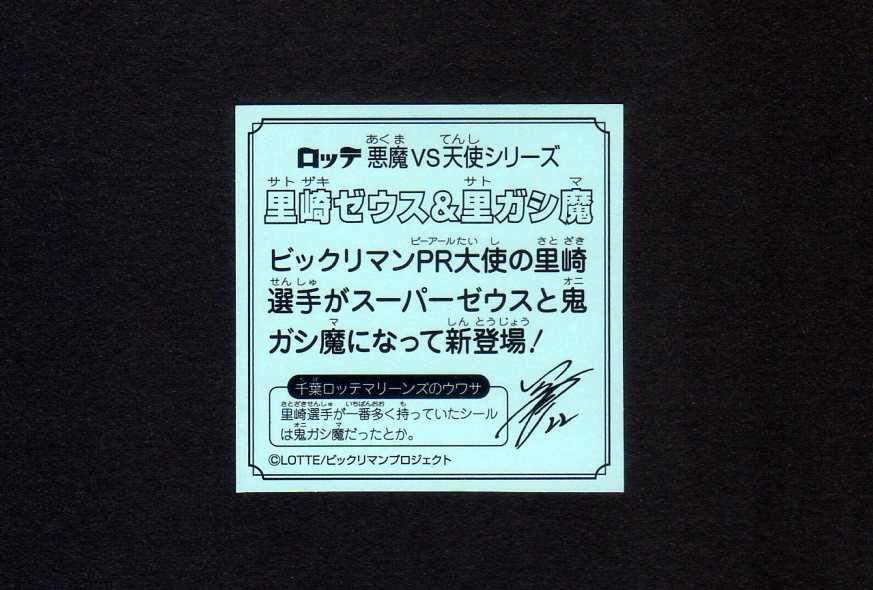 ロッテ 悪魔VS天使シリーズ
里崎ゼウス&里ガシ魔
ビックリマンPR大使の里崎
選手がスーパーゼウスと鬼
ガシ魔になって新登場!
千葉ロッテマリーンズのウワサ
里崎選手が一番多く持っていたシール
は鬼ガシ魔だったとか。
22
©LOTTE/ビックリマンプロジェクト